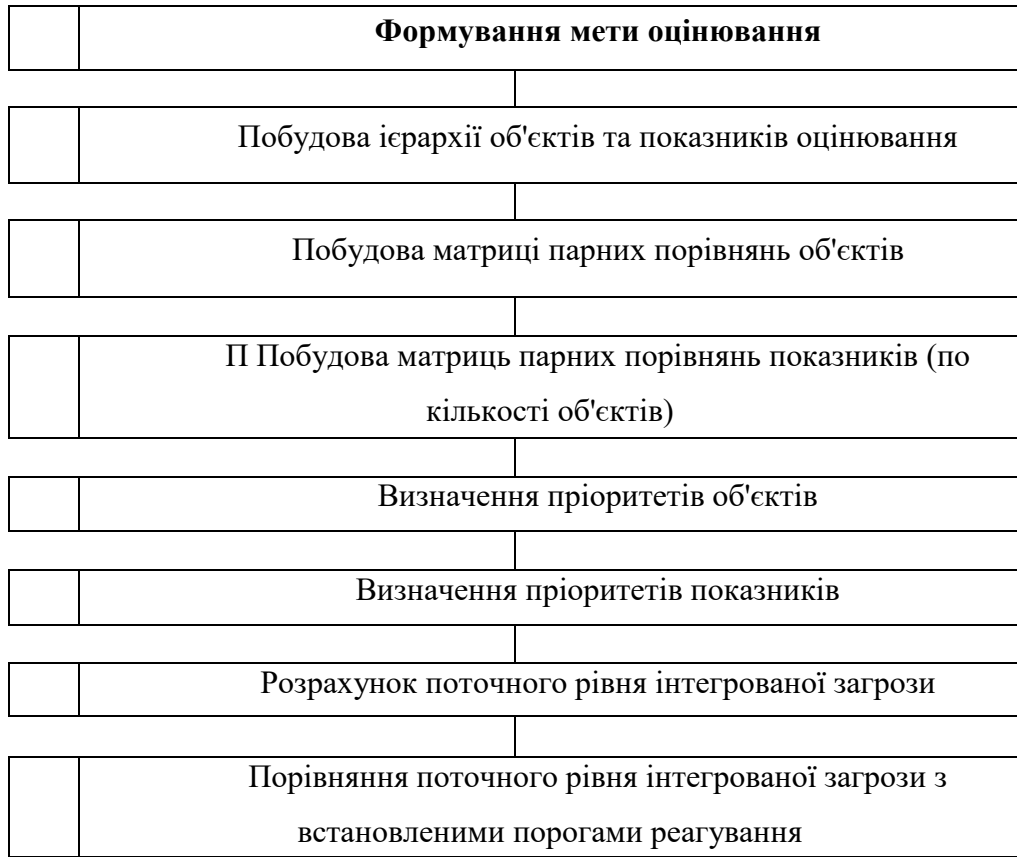 Формування мети оцінювання
Побудова ієрархії об'єктів та показників оцінювання
Побудова матриці парних порівнянь об'єктів
П Побудова матриць парних порівнянь показників (по
кількості об'єктів)
Визначення пріоритетів об'єктів
Визначення пріоритетів показників
Розрахунок поточного рівня інтегрованої загрози
Порівняння поточного рівня інтегрованої загрози з
встановленими порогами реагування